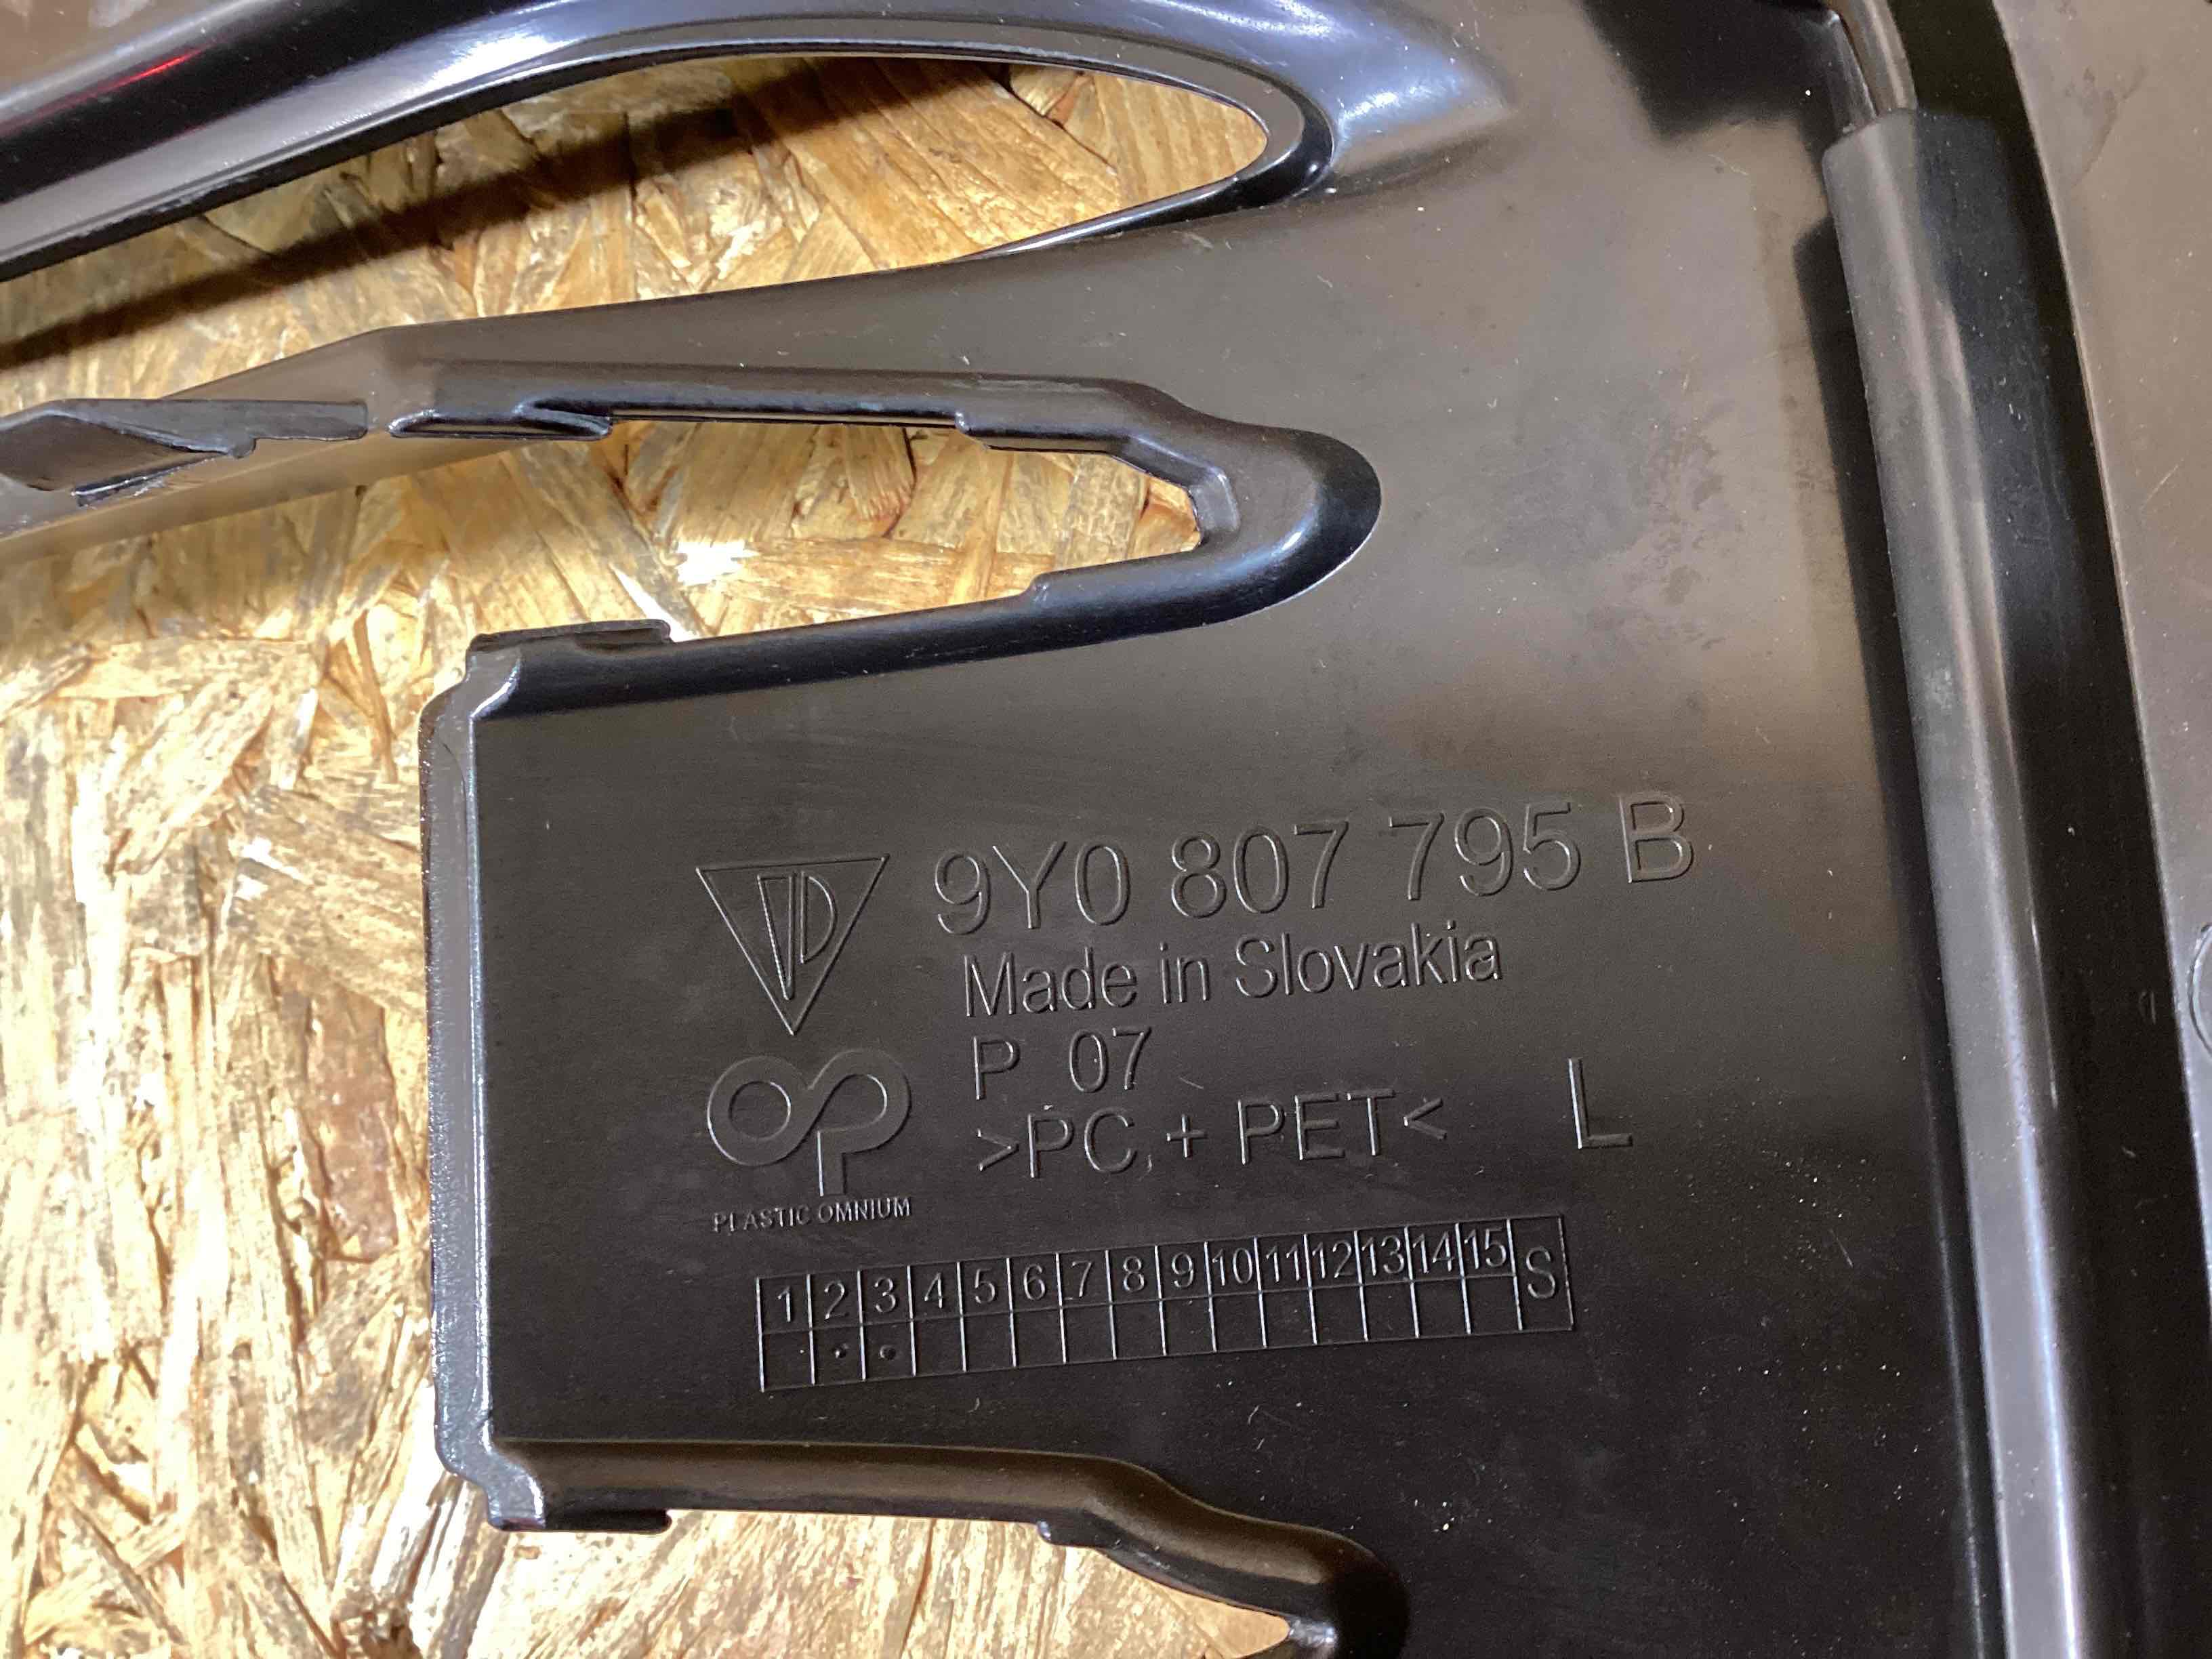 9Y0 807 795 B
Made in Slovakia
P 07
>PC + PET<
L
PLASTIC OMNIUM
1 2 3 4 5 6 7 8 9 10 11 12 13 14 15 S